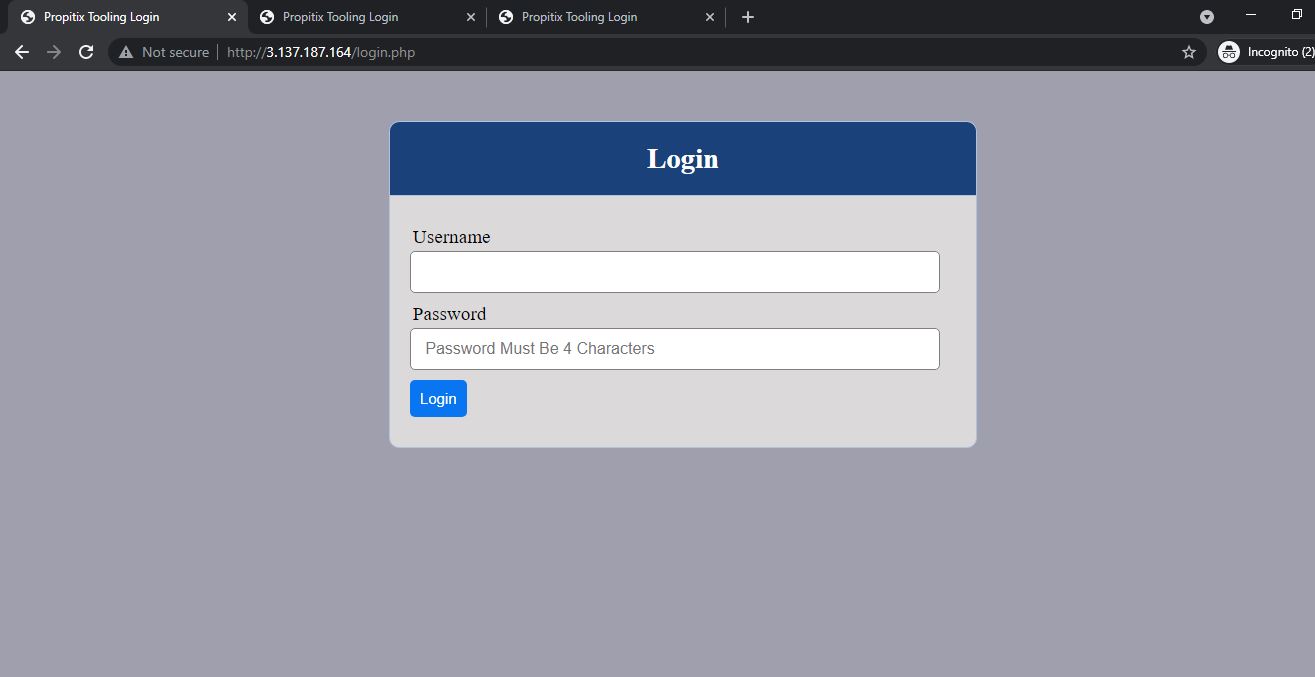 Propitix Tooling Login Propitix Tooling Login Propitix Tooling Login
Not secure http://3.137.187.164/login.php Incognito (2)
Login
Username
Password
Password Must Be 4 Characters
Login